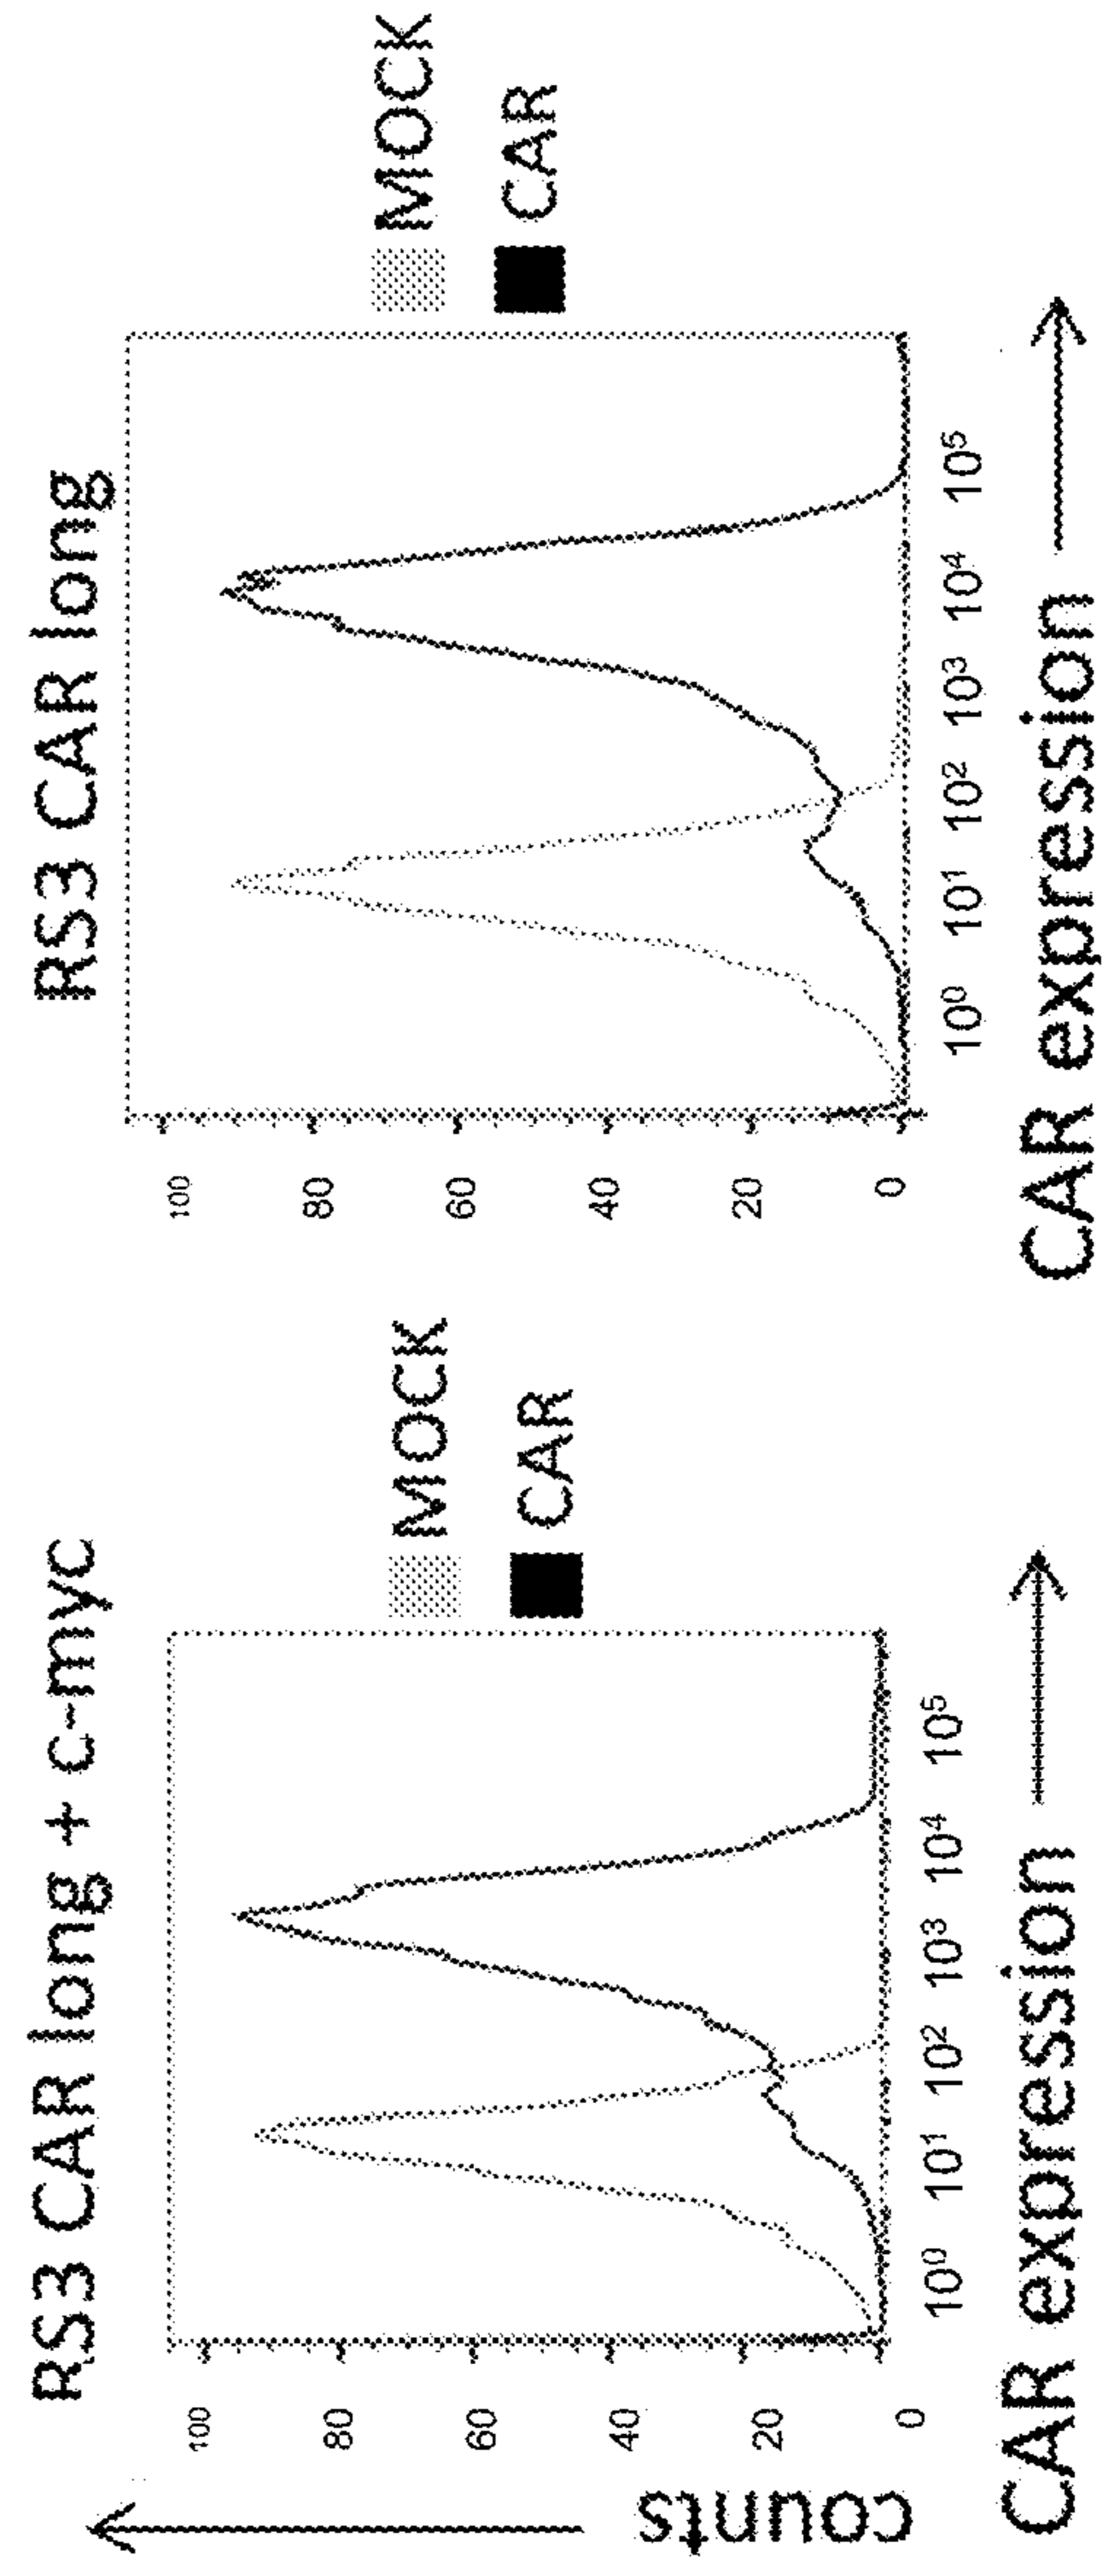 RS3 CAR long + c-myc
100
80
60
40
20
0
counts
10⁰ 10¹ 10² 10³ 10⁴ 10⁵
CAR expression
MOCK
CAR
RS3 CAR long
100
80
60
40
20
0
10⁰ 10¹ 10² 10³ 10⁴ 10⁵
CAR expression
MOCK
CAR